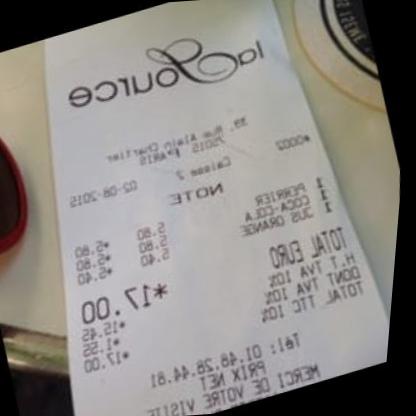 la Source
39, Rue Alain Chartier
75015 PARIS
*0002 Caisse 2 02-08-2015
NOTE
1 PERRIER 5.80 *5.80
1 COCA-COLA 5.80 *5.80
1 JUS ORANGE 5.40 *5.40
TOTAL EURO *17.00
H.T. TVA 10% *15.45
DONT TVA 10% *1.55
TOTAL TTC 10% *17.00
Tél: 01.48.28.44.81
PRIX NET
MERCI DE VOTRE VISITE